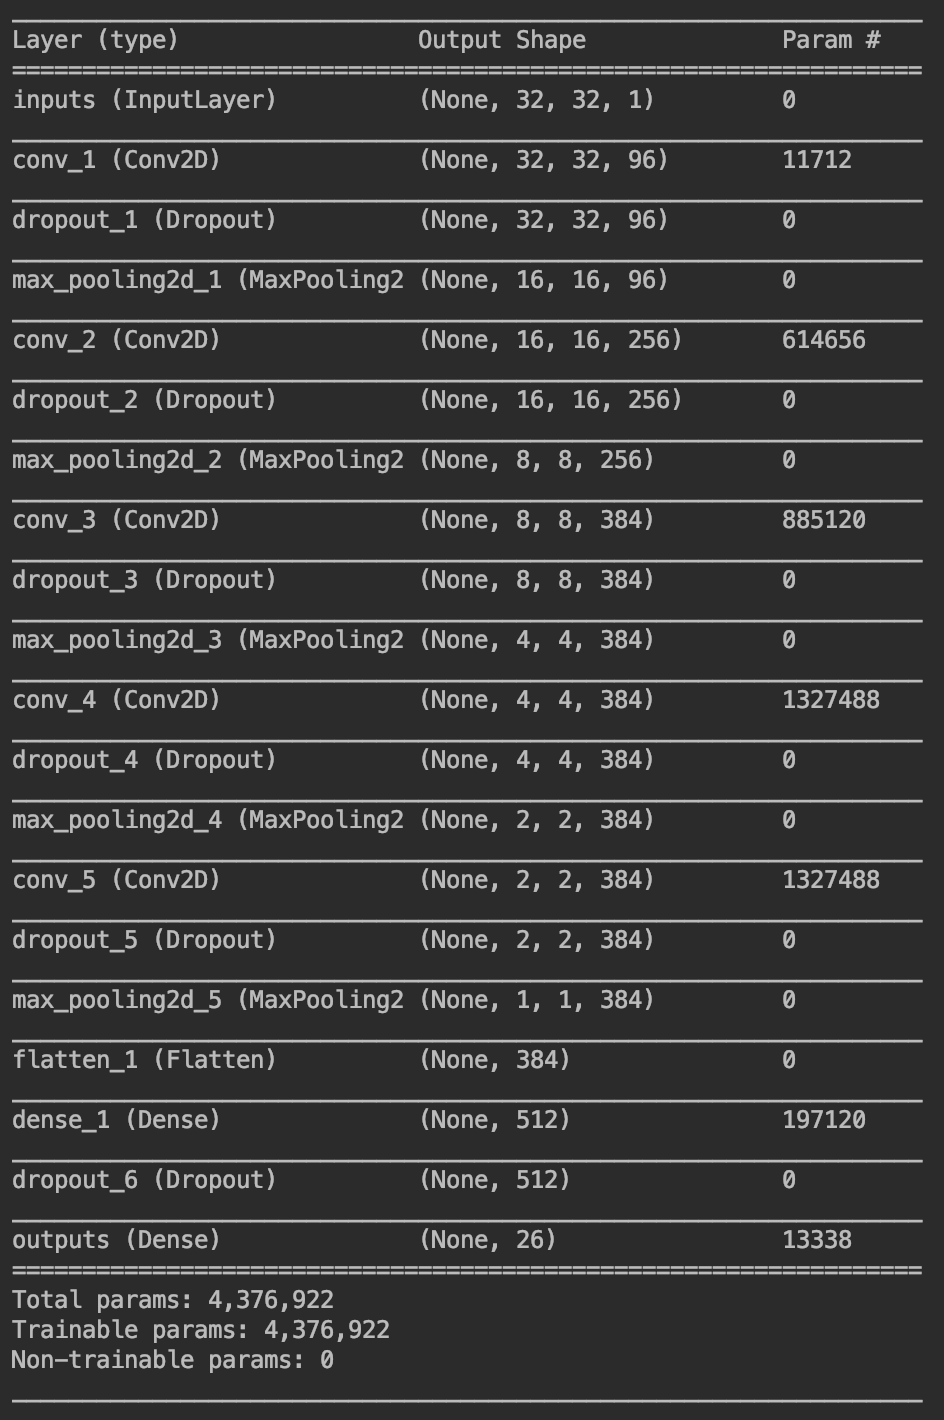 Layer (type) Output Shape Param #
inputs (InputLayer) (None, 32, 32, 1) 0
conv_1 (Conv2D) (None, 32, 32, 96) 11712
dropout_1 (Dropout) (None, 32, 32, 96) 0
max_pooling2d_1 (MaxPooling2 (None, 16, 16, 96) 0
conv_2 (Conv2D) (None, 16, 16, 256) 614656
dropout_2 (Dropout) (None, 16, 16, 256) 0
max_pooling2d_2 (MaxPooling2 (None, 8, 8, 256) 0
conv_3 (Conv2D) (None, 8, 8, 384) 885120
dropout_3 (Dropout) (None, 8, 8, 384) 0
max_pooling2d_3 (MaxPooling2 (None, 4, 4, 384) 0
conv_4 (Conv2D) (None, 4, 4, 384) 1327488
dropout_4 (Dropout) (None, 4, 4, 384) 0
max_pooling2d_4 (MaxPooling2 (None, 2, 2, 384) 0
conv_5 (Conv2D) (None, 2, 2, 384) 1327488
dropout_5 (Dropout) (None, 2, 2, 384) 0
max_pooling2d_5 (MaxPooling2 (None, 1, 1, 384) 0
flatten_1 (Flatten) (None, 384) 0
dense_1 (Dense) (None, 512) 197120
dropout_6 (Dropout) (None, 512) 0
outputs (Dense) (None, 26) 13338
Total params: 4,376,922
Trainable params: 4,376,922
Non-trainable params: 0